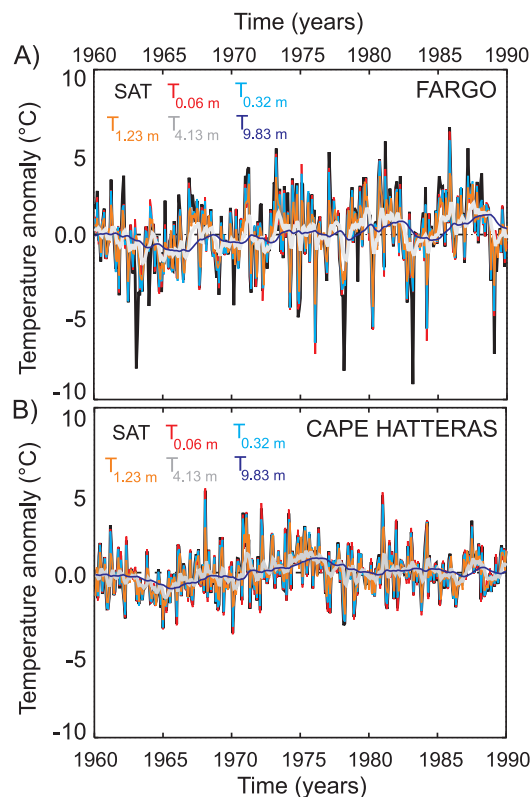 Time (years)
1960 1965 1970 1975 1980 1985 1990
A)
10
5
0.0
-5
-10
Temperature anomaly (°C)
SAT T0.06 m T0.32 m FARGO
T1.23 m T4.13 m T9.83 m
B)
10
5
0.0
-5
-10
Temperature anomaly (°C)
SAT T0.06 m T0.32 m CAPE HATTERAS
T1.23 m T4.13 m T9.83 m
1960 1965 1970 1975 1980 1985 1990
Time (years)